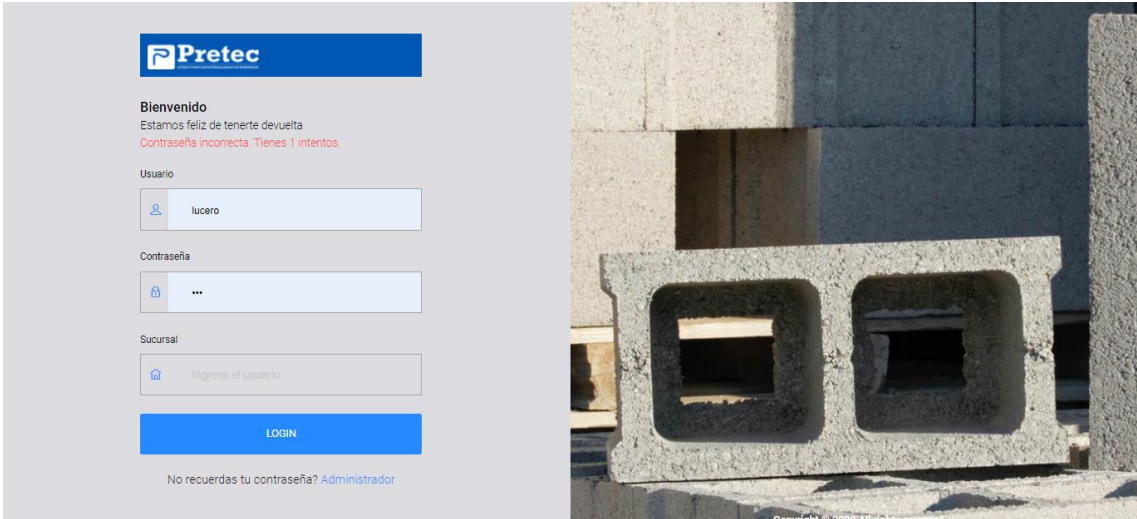 Pretec
Bienvenido
Estamos feliz de tenerte devuelta
Contraseña incorrecta. Tienes 1 intentos.
Usuario
lucero
Contraseña
•••
Sucursal
Ingresa el usuario
LOGIN
No recuerdas tu contraseña? Administrador